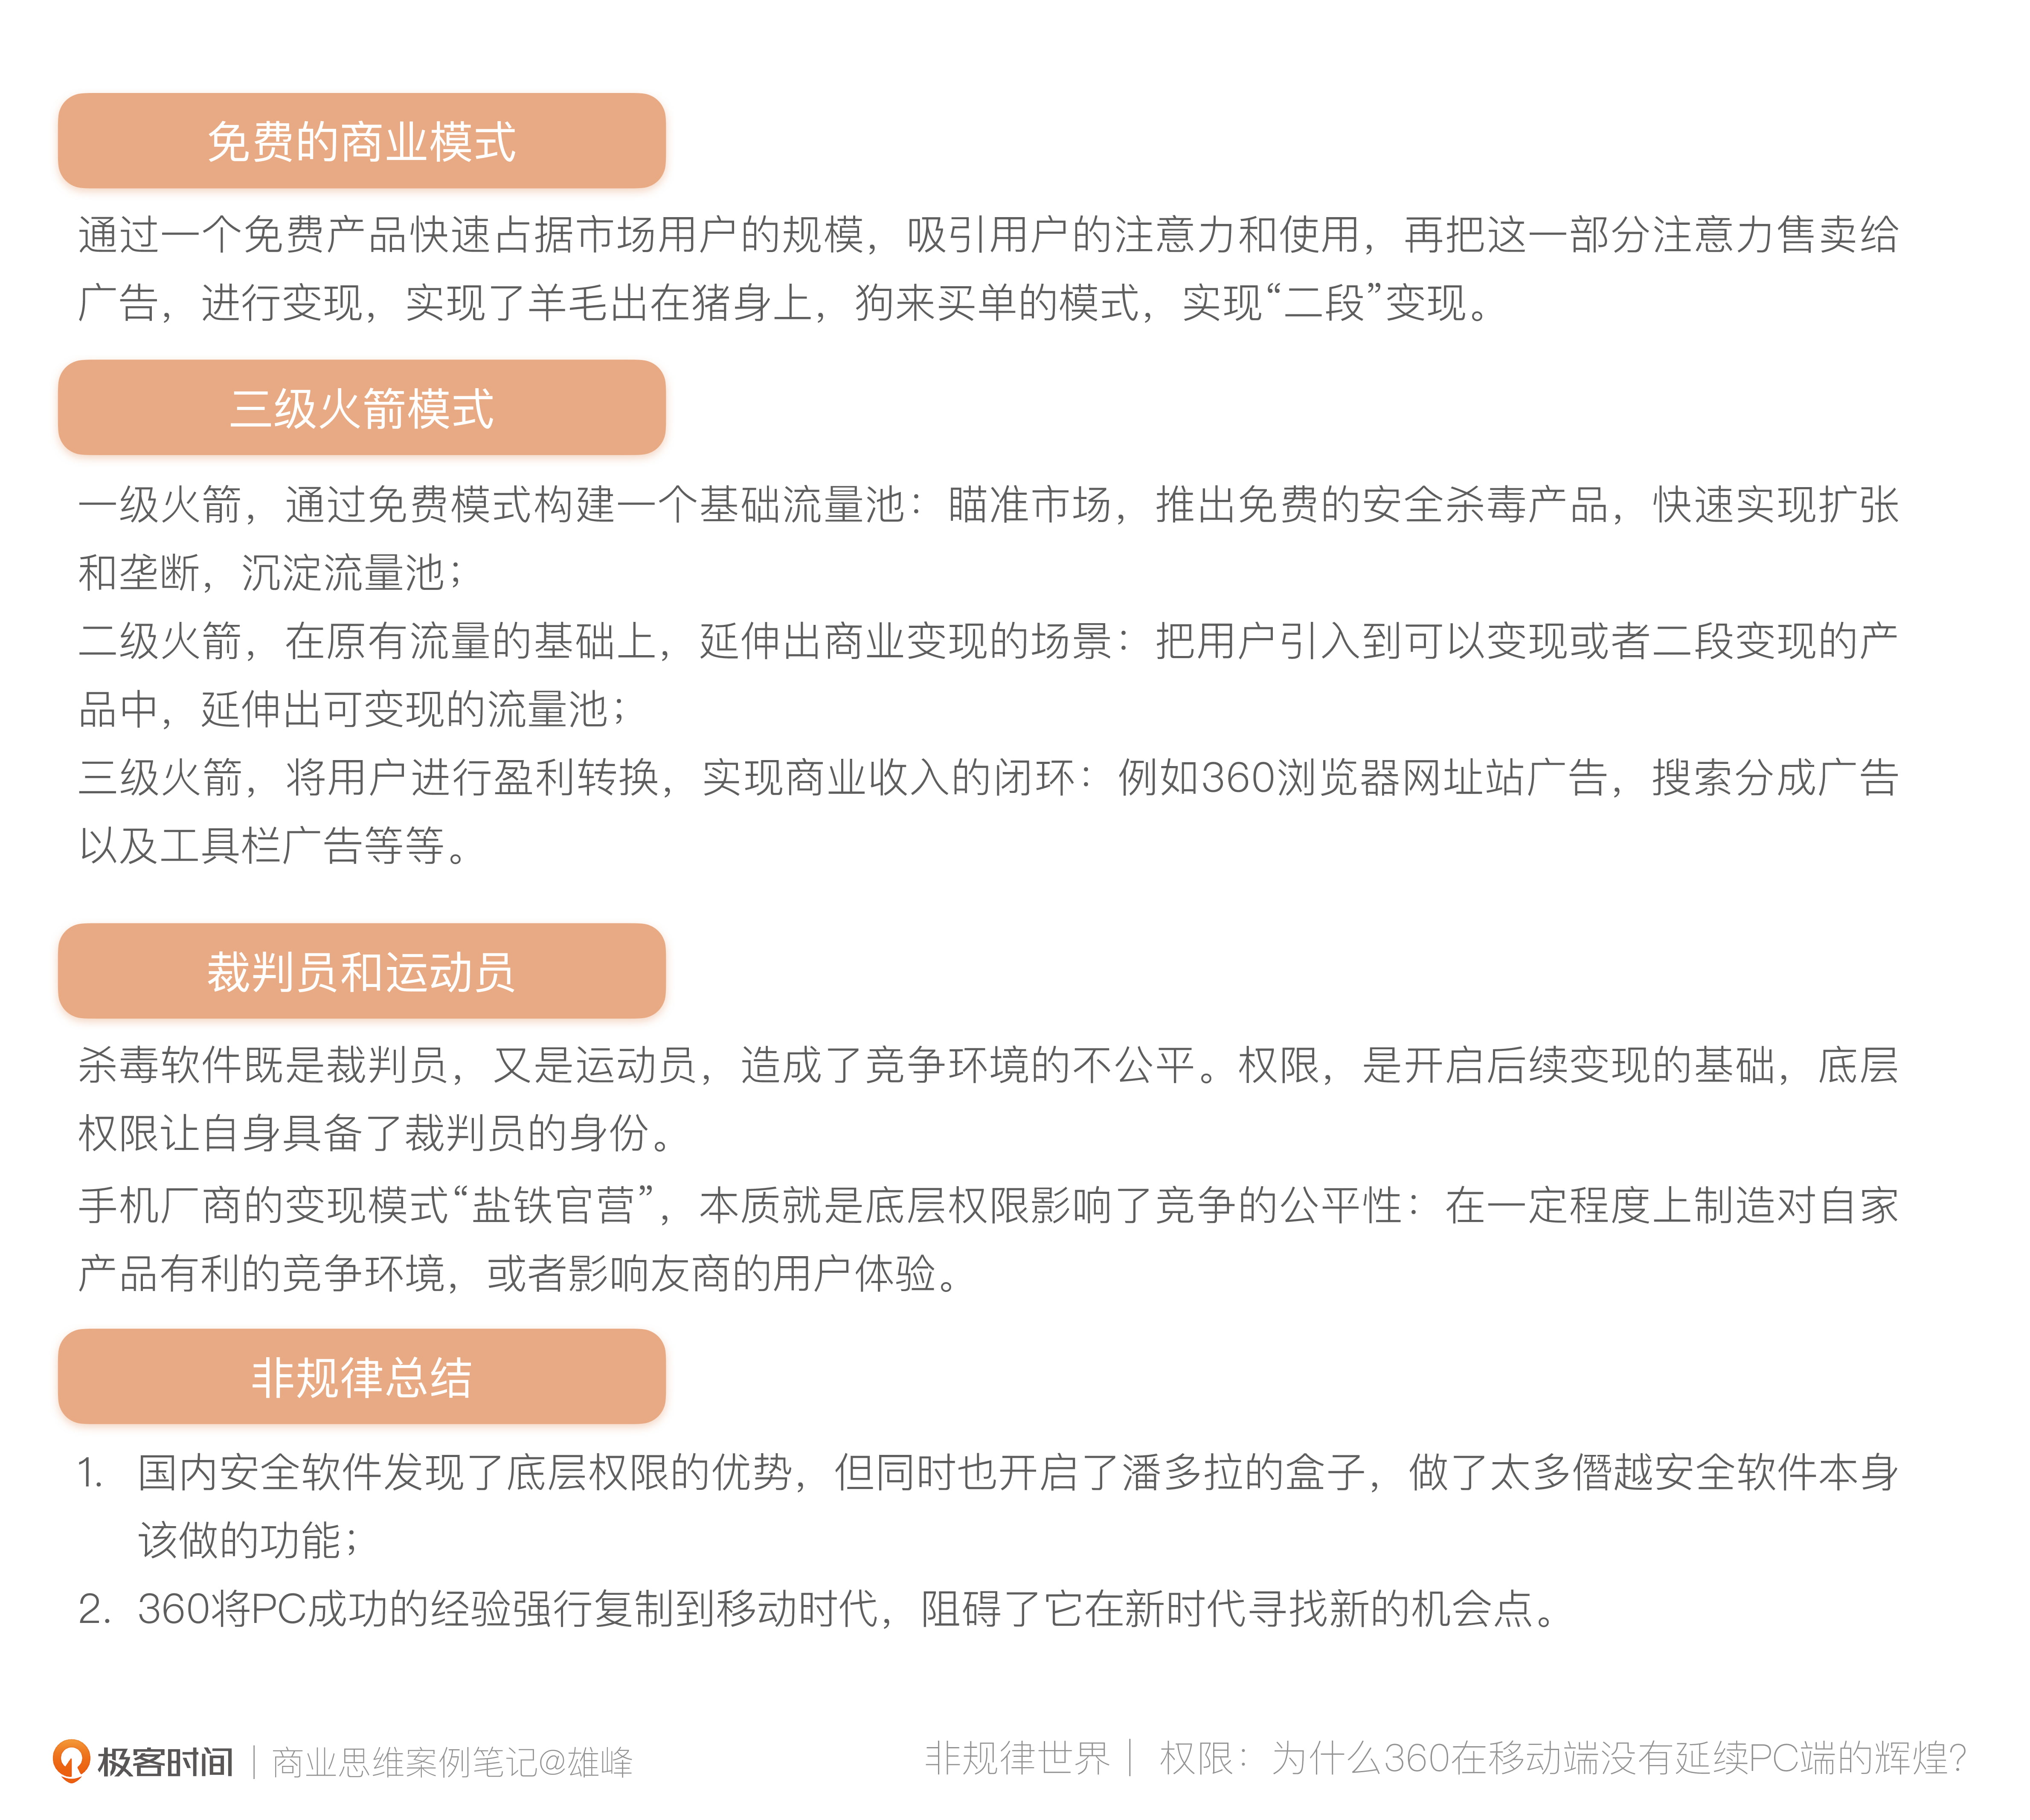 免费的商业模式
通过一个免费产品快速占据市场用户的规模，吸引用户的注意力和使用，再把这一部分注意力售卖给
广告，进行变现，实现了羊毛出在猪身上，狗来买单的模式，实现“二段”变现。
三级火箭模式
一级火箭，通过免费模式构建一个基础流量池：瞄准市场，推出免费的安全杀毒产品，快速实现扩张
和垄断，沉淀流量池；
二级火箭，在原有流量的基础上，延伸出商业变现的场景：把用户引入到可以变现或者二段变现的产
品中，延伸出可变现的流量池；
三级火箭，将用户进行盈利转换，实现商业收入的闭环：例如360浏览器网址站广告，搜索分成广告
以及工具栏广告等等。
裁判员和运动员
杀毒软件既是裁判员，又是运动员，造成了竞争环境的不公平。权限，是开启后续变现的基础，底层
权限让自身具备了裁判员的身份。
手机厂商的变现模式“盐铁官营”，本质就是底层权限影响了竞争的公平性：在一定程度上制造对自家
产品有利的竞争环境，或者影响友商的用户体验。
非规律总结
1. 国内安全软件发现了底层权限的优势，但同时也开启了潘多拉的盒子，做了太多僭越安全软件本身
该做的功能；
2. 360将PC成功的经验强行复制到移动时代，阻碍了它在新时代寻找新的机会点。
极客时间 | 商业思维案例笔记@雄峰
非规律世界 | 权限：为什么360在移动端没有延续PC端的辉煌？